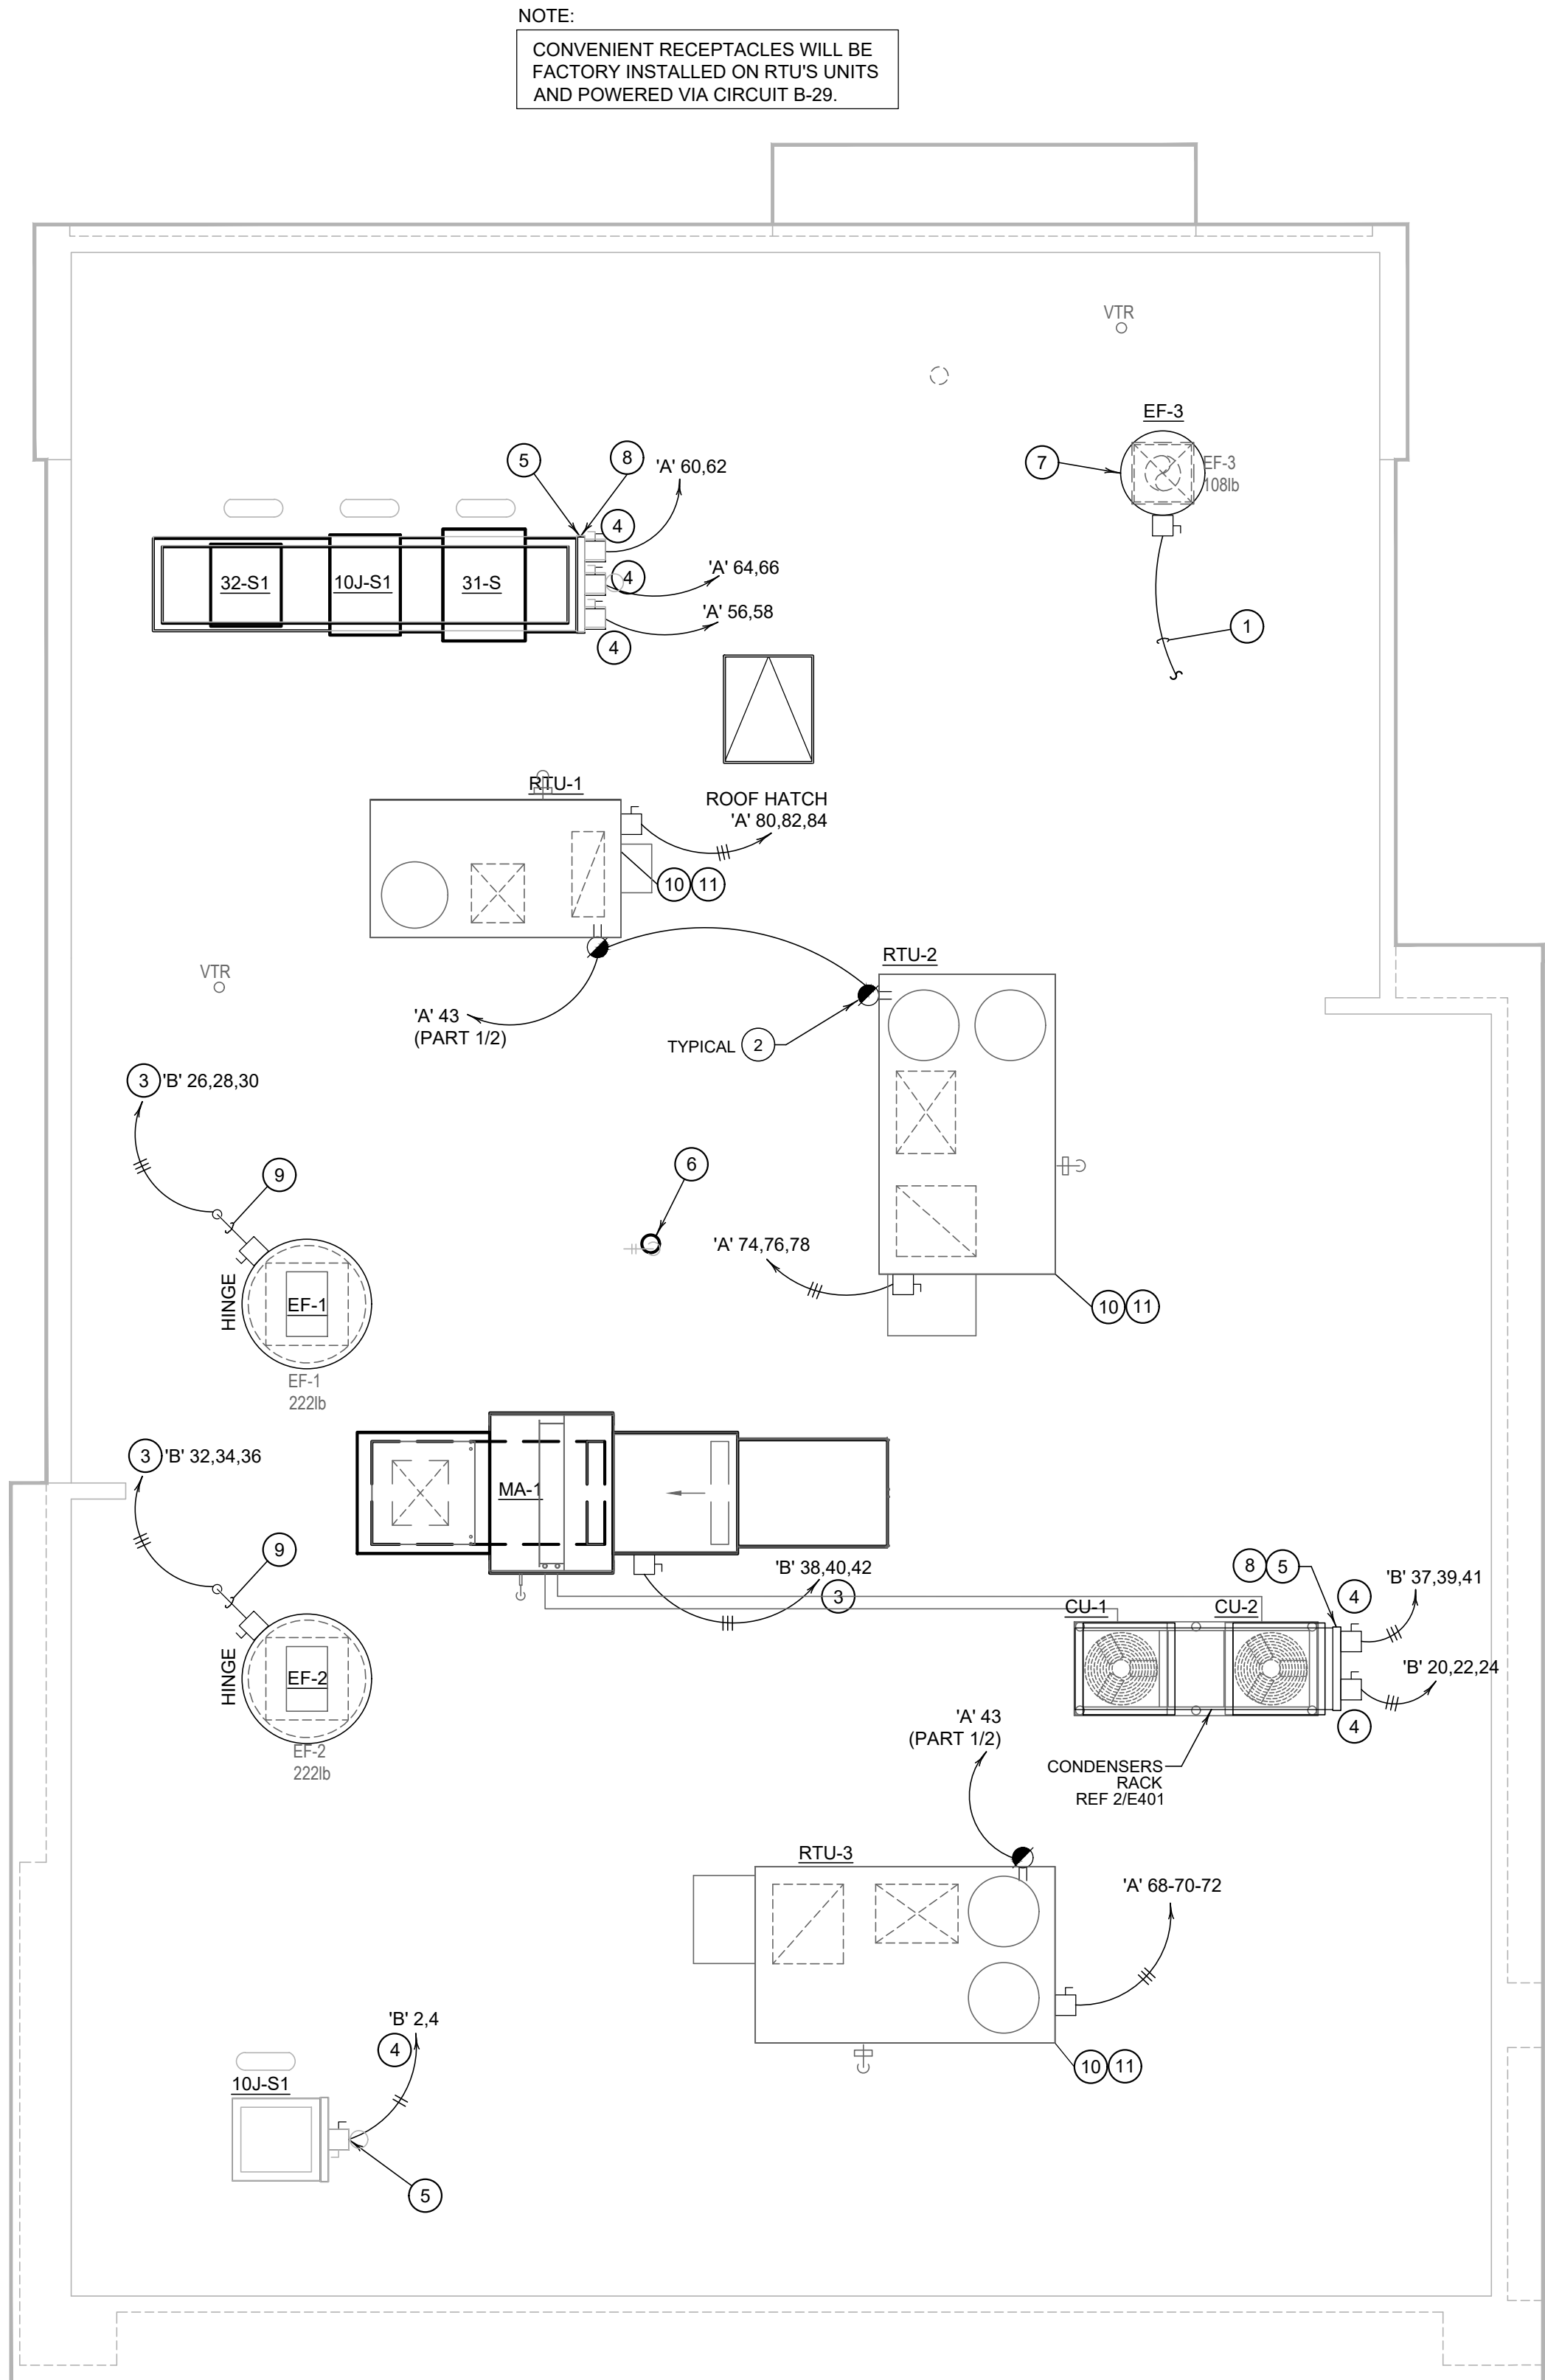 NOTE:
CONVENIENT RECEPTACLES WILL BE
FACTORY INSTALLED ON RTU'S UNITS
AND POWERED VIA CIRCUIT B-29.
VTR
EF-3
7
EF-3
108lb
5
8
'A' 60,62
4
4
'A' 64,66
'A' 56,58
4
32-S1
10J-S1
31-S
1
RTU-1
ROOF HATCH
'A' 80,82,84
10
11
RTU-2
VTR
'A' 43
(PART 1/2)
TYPICAL
2
3
'B' 26,28,30
9
6
'A' 74,76,78
HINGE
EF-1
10
11
EF-1
222lb
3
'B' 32,34,36
MA-1
9
'B' 38,40,42
3
8
5
4
'B' 37,39,41
CU-1
CU-2
HINGE
EF-2
'B' 20,22,24
4
EF-2
222lb
'A' 43
(PART 1/2)
CONDENSERS
RACK
REF 2/E401
RTU-3
'A' 68-70-72
'B' 2,4
4
10
11
10J-S1
5